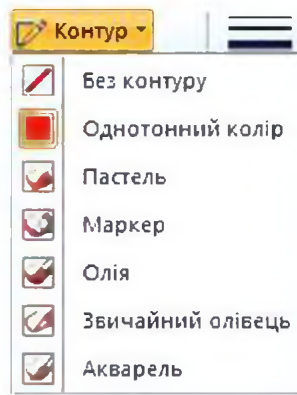 Контур
Без контуру
Однотонний колір
Пастель
Маркер
Олія
Звичайний олівець
Акварель